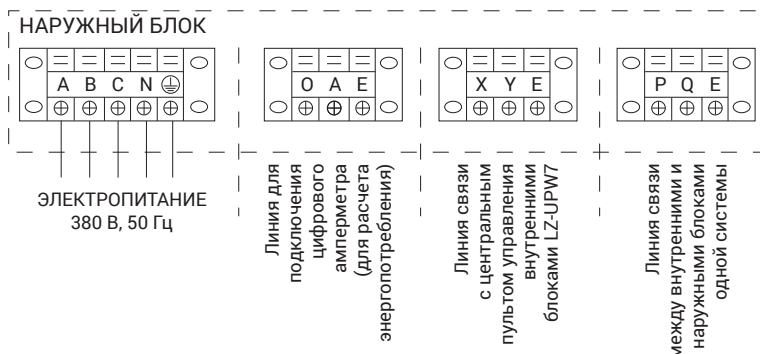 НАРУЖНЫЙ БЛОК
A B C N
O A E
X Y E
P Q E
ЭЛЕКТРОПИТАНИЕ
380 В, 50 Гц
Линия для
подключения
цифрового
амперметра
(для расчета
энергопотребления)
Линия связи
с центральным
пультом управления
внутренними
блоками LZ-UPW7
Линия связи
между внутренними и
наружными блоками
одной системы